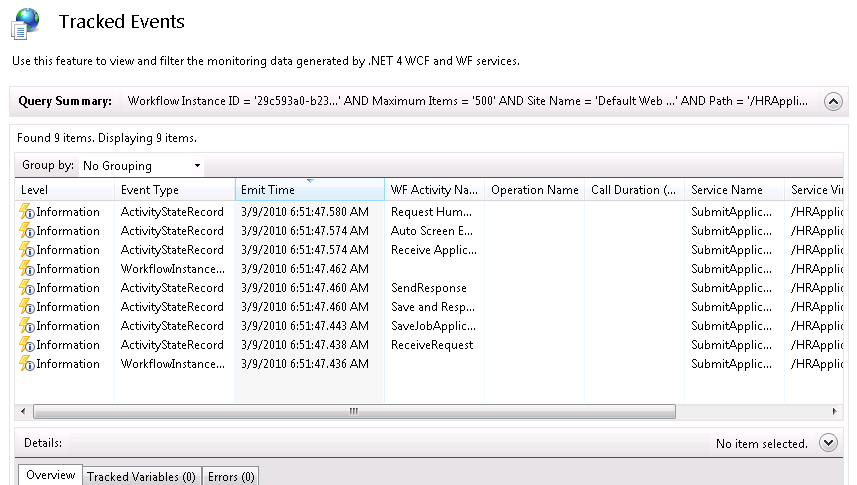 Tracked Events
Use this feature to view and filter the monitoring data generated by .NET 4 WCF and WF services.
Query Summary: Workflow Instance ID = '29c593a0-b23...' AND Maximum Items = '500' AND Site Name = 'Default Web ...' AND Path = '/HRAppli...
Found 9 items. Displaying 9 items.
Group by: No Grouping
Level Event Type Emit Time WF Activity Na... Operation Name Call Duration (... Service Name Service Vir
Information ActivityStateRecord 3/9/2010 6:51:47.580 AM Request Hum... SubmitApplic... /HRApplic
Information ActivityStateRecord 3/9/2010 6:51:47.574 AM Auto Screen E... SubmitApplic... /HRApplic
Information ActivityStateRecord 3/9/2010 6:51:47.574 AM Receive Applic... SubmitApplic... /HRApplic
Information WorkflowInstance... 3/9/2010 6:51:47.462 AM SubmitApplic... /HRApplic
Information ActivityStateRecord 3/9/2010 6:51:47.460 AM SendResponse SubmitApplic... /HRApplic
Information ActivityStateRecord 3/9/2010 6:51:47.460 AM Save and Resp... SubmitApplic... /HRApplic
Information ActivityStateRecord 3/9/2010 6:51:47.443 AM SaveJobApplic... SubmitApplic... /HRApplic
Information ActivityStateRecord 3/9/2010 6:51:47.438 AM ReceiveRequest SubmitApplic... /HRApplic
Information WorkflowInstance... 3/9/2010 6:51:47.436 AM SubmitApplic... /HRApplic
Details: No item selected.
Overview Tracked Variables (0) Errors (0)